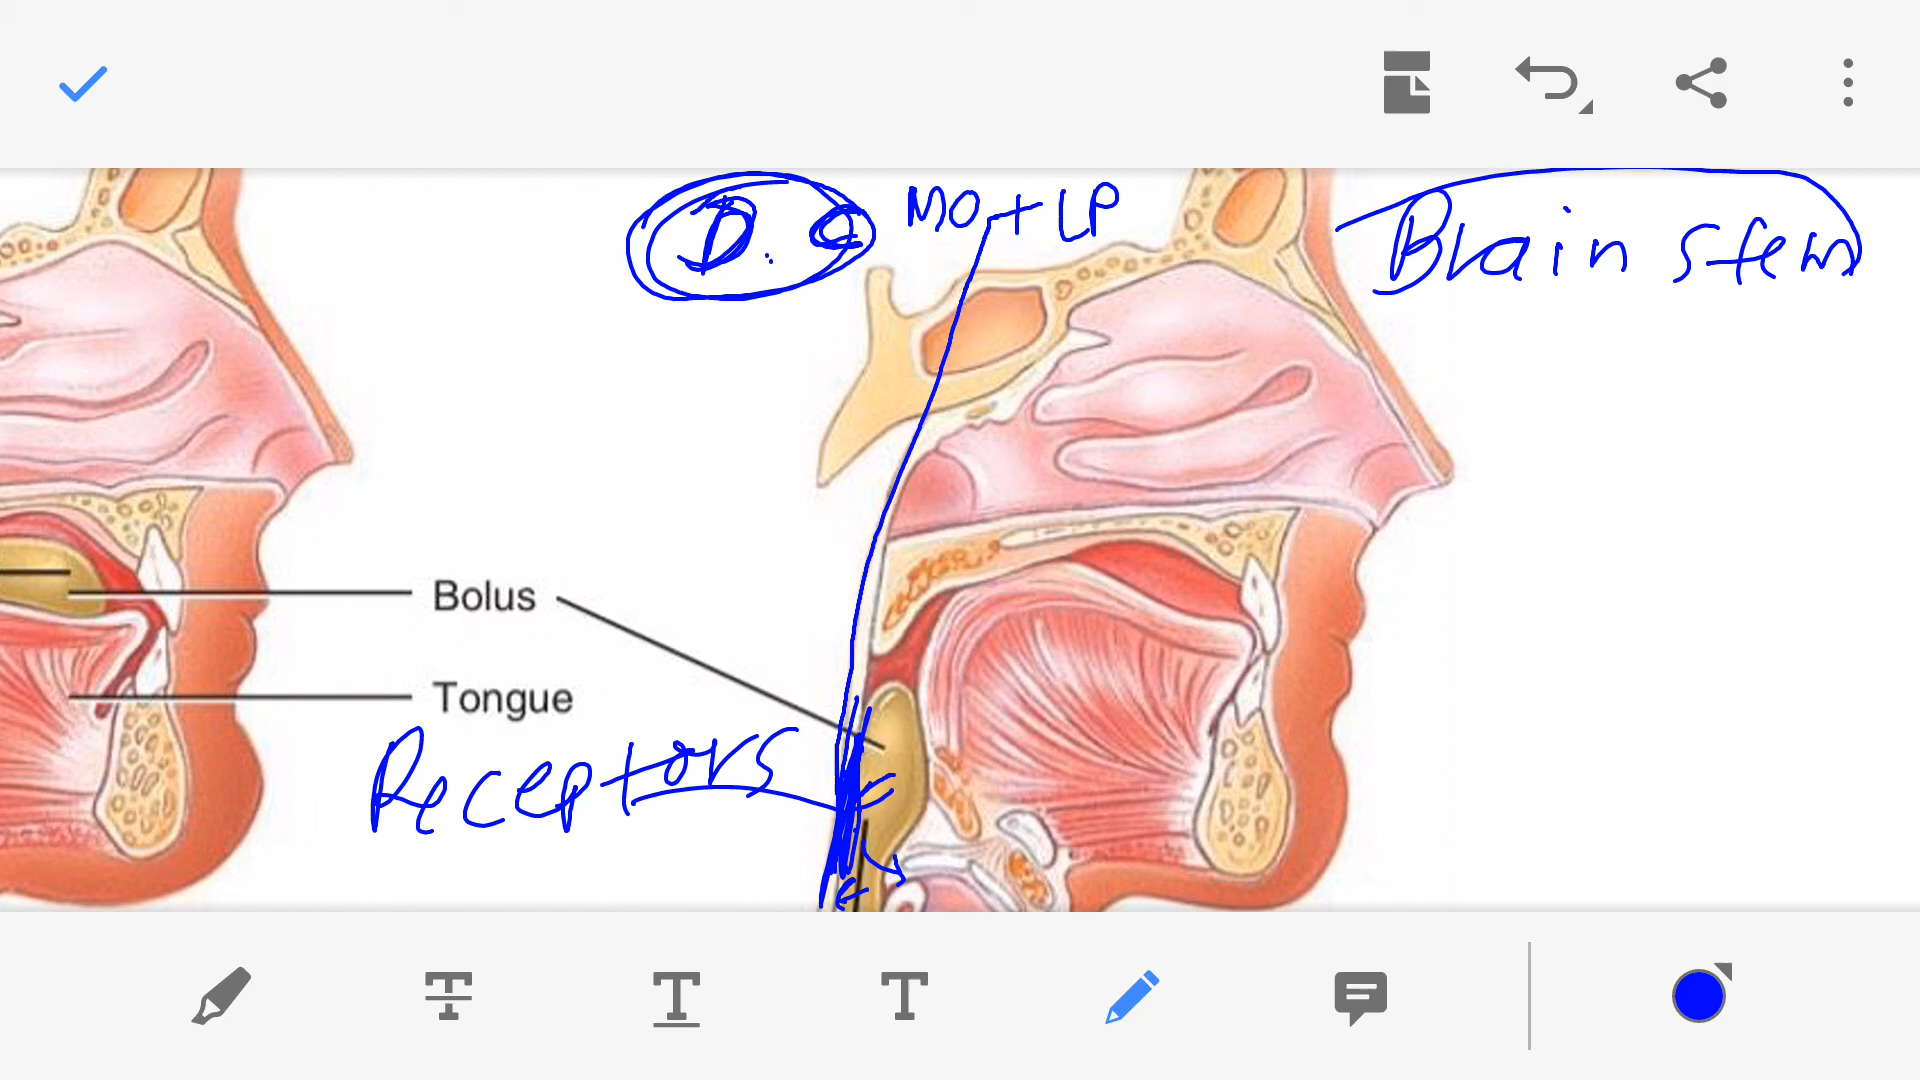 D. C
MO + LP
Brain stem
Bolus
Tongue
Receptors